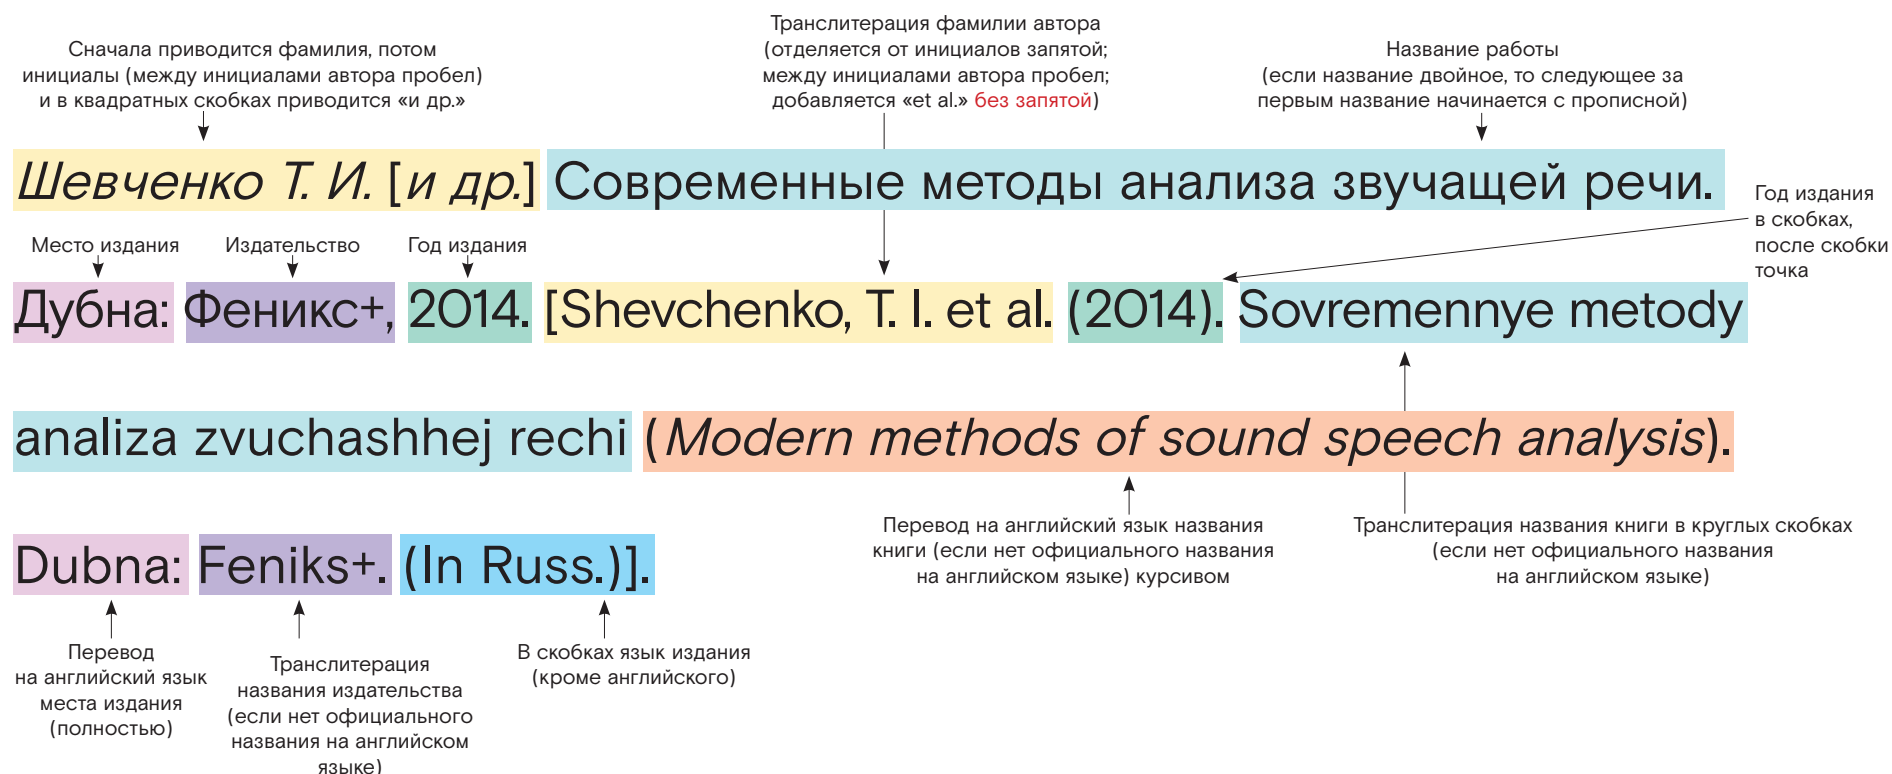 Сначала приводится фамилия, потом
инициалы (между инициалами автора пробел)
и в квадратных скобках приводится «и др.»
Транслитерация фамилии автора
(отделяется от инициалов запятой;
между инициалами автора пробел;
добавляется «et al.» без запятой)
Название работы
(если название двойное, то следующее за
первым название начинается с прописной)
Шевченко Т. И. [и др.] Современные методы анализа звучащей речи.
Год издания
в скобках,
после скобки
точка
Место издания
Издательство
Год издания
Дубна: Феникс+, 2014. [Shevchenko, T. I. et al. (2014). Sovremennye metody
analiza zvuchashhej rechi (Modern methods of sound speech analysis).
Перевод на английский язык названия
книги (если нет официального названия
на английском языке) курсивом
Транслитерация названия книги в круглых скобках
(если нет официального названия
на английском языке)
Dubna: Feniks+. (In Russ.)].
Перевод
на английский язык
места издания
(полностью)
Транслитерация
названия издательства
(если нет официального
названия на английском
языке)
В скобках язык издания
(кроме английского)